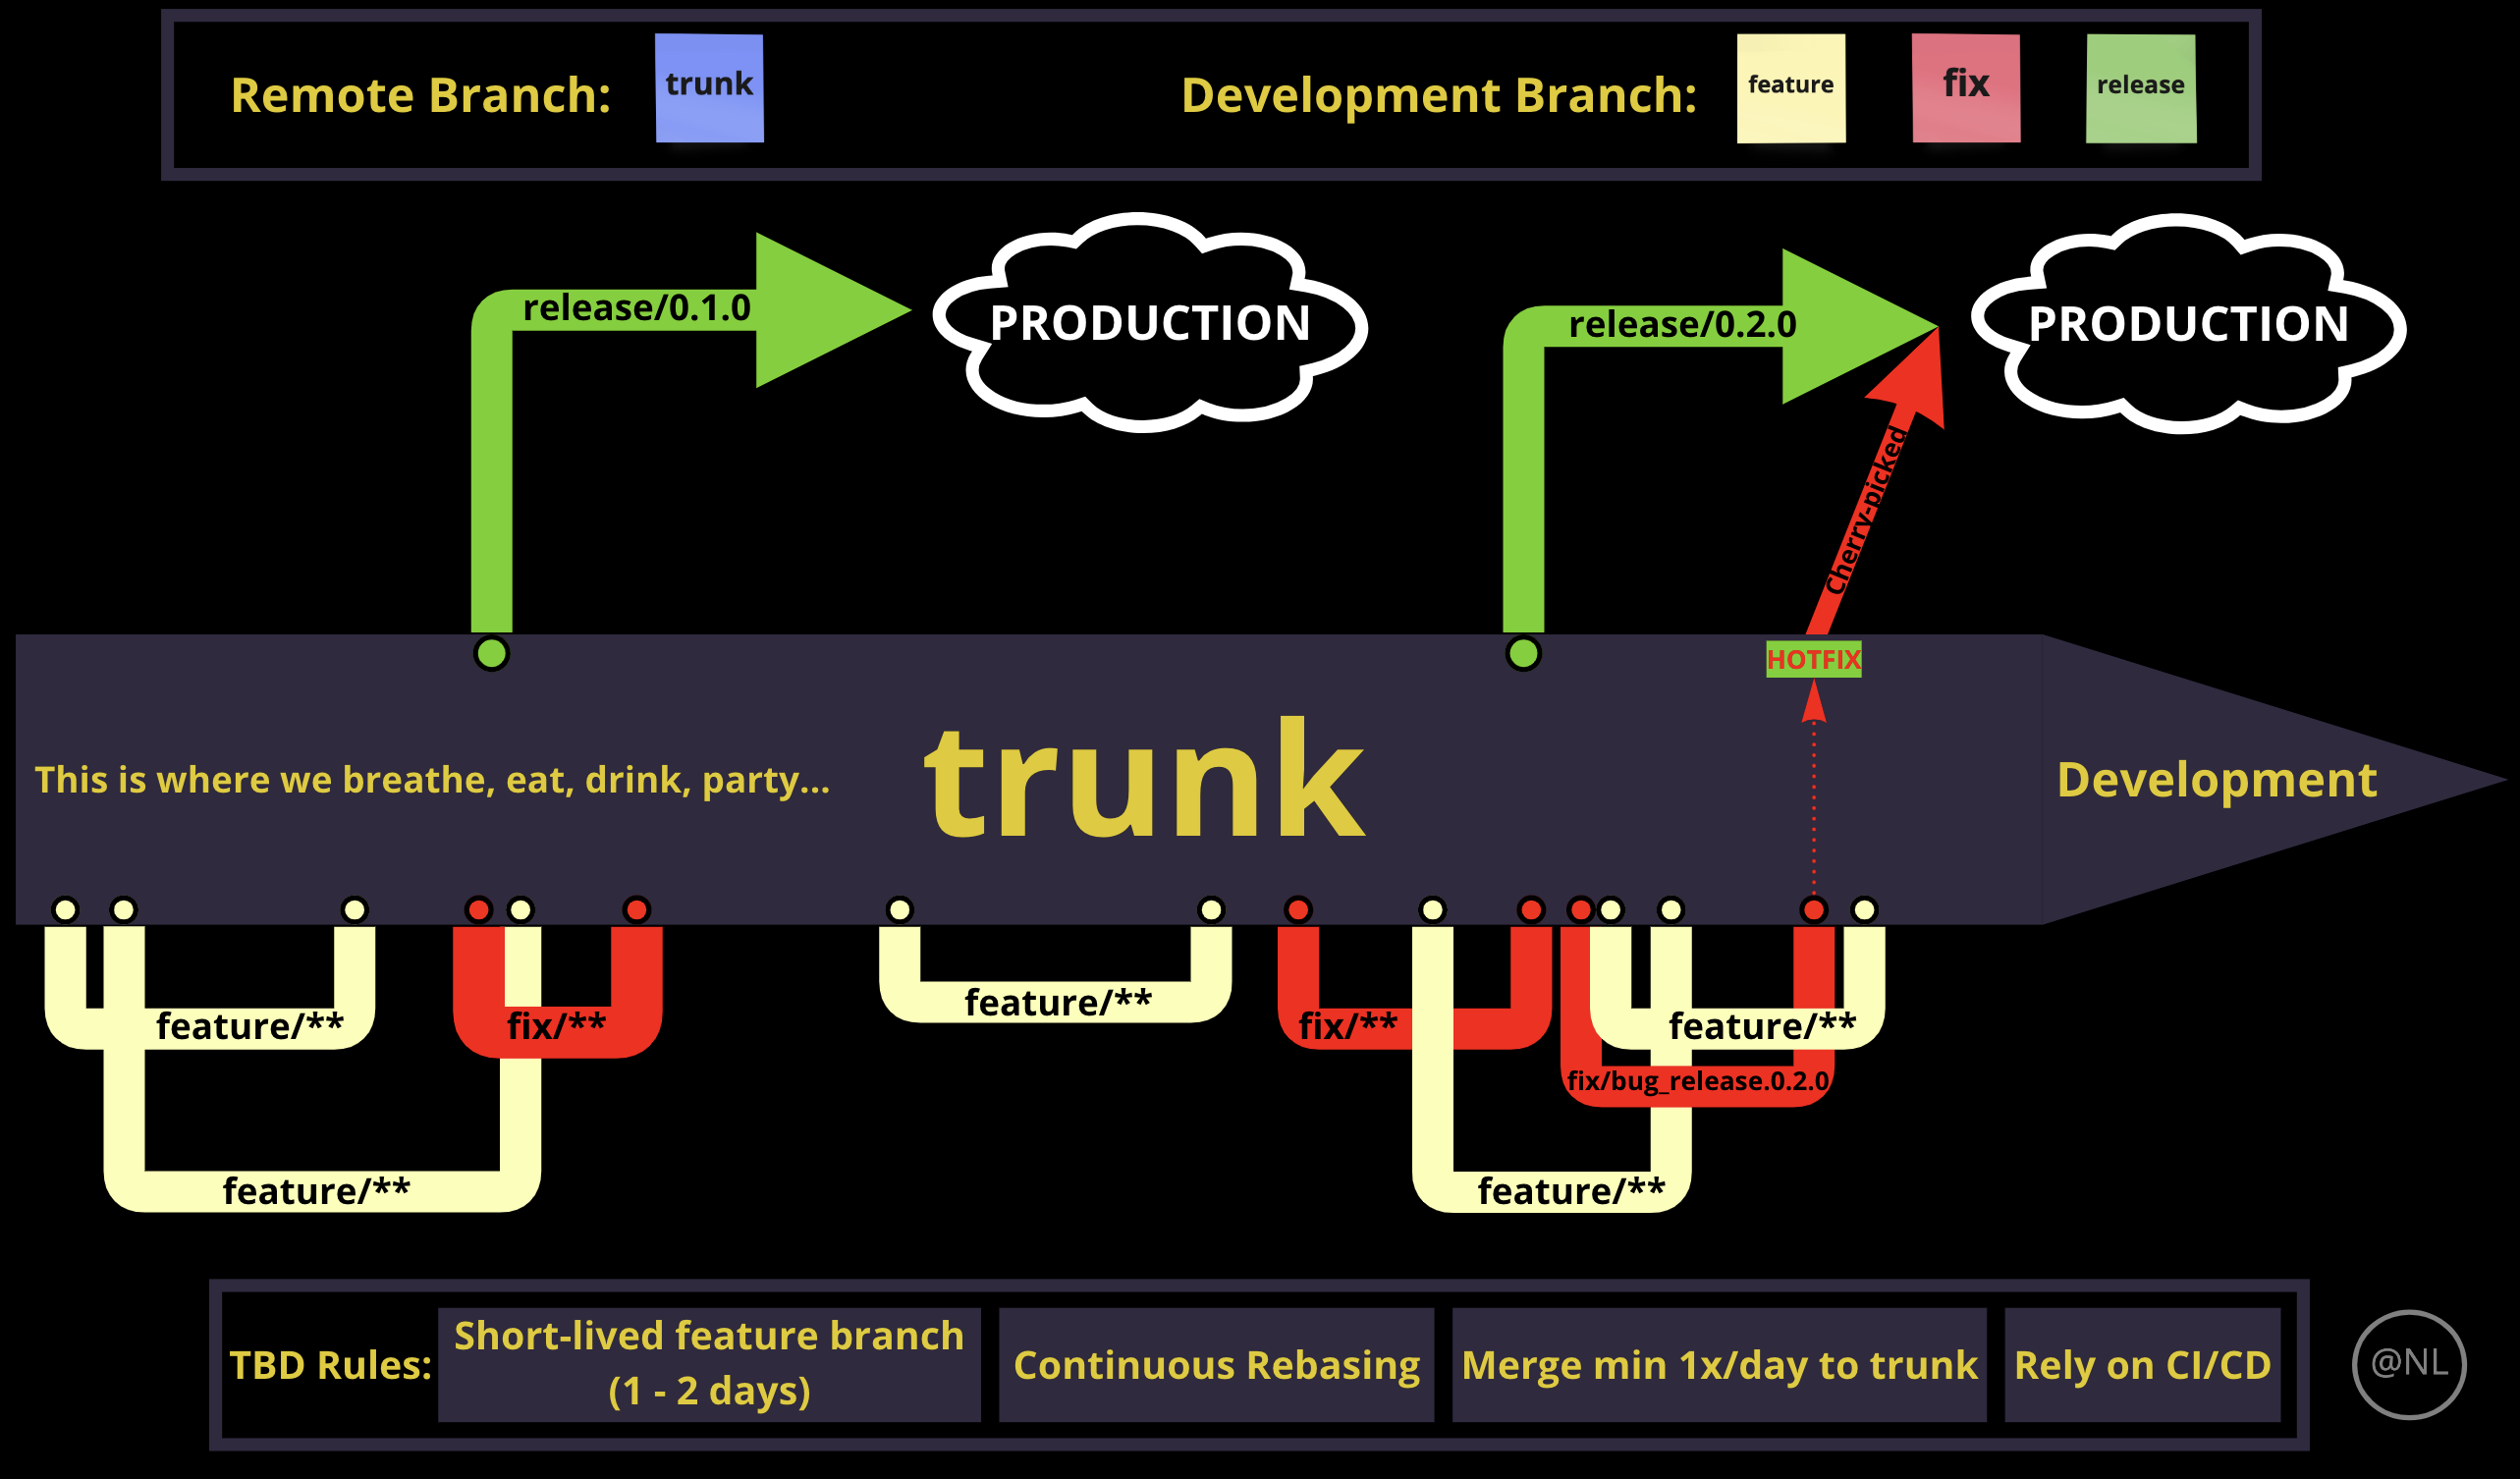 Remote Branch:
trunk
Development Branch:
feature
fix
release
release/0.1.0
PRODUCTION
release/0.2.0
PRODUCTION
Cherry-picked
HOTFIX
This is where we breathe, eat, drink, party...
trunk
Development
feature/**
fix/**
feature/**
fix/**
feature/**
fix/bug_release.0.2.0
feature/**
feature/**
TBD Rules:
Short-lived feature branch
(1 - 2 days)
Continuous Rebasing
Merge min 1x/day to trunk
Rely on CI/CD
@NL